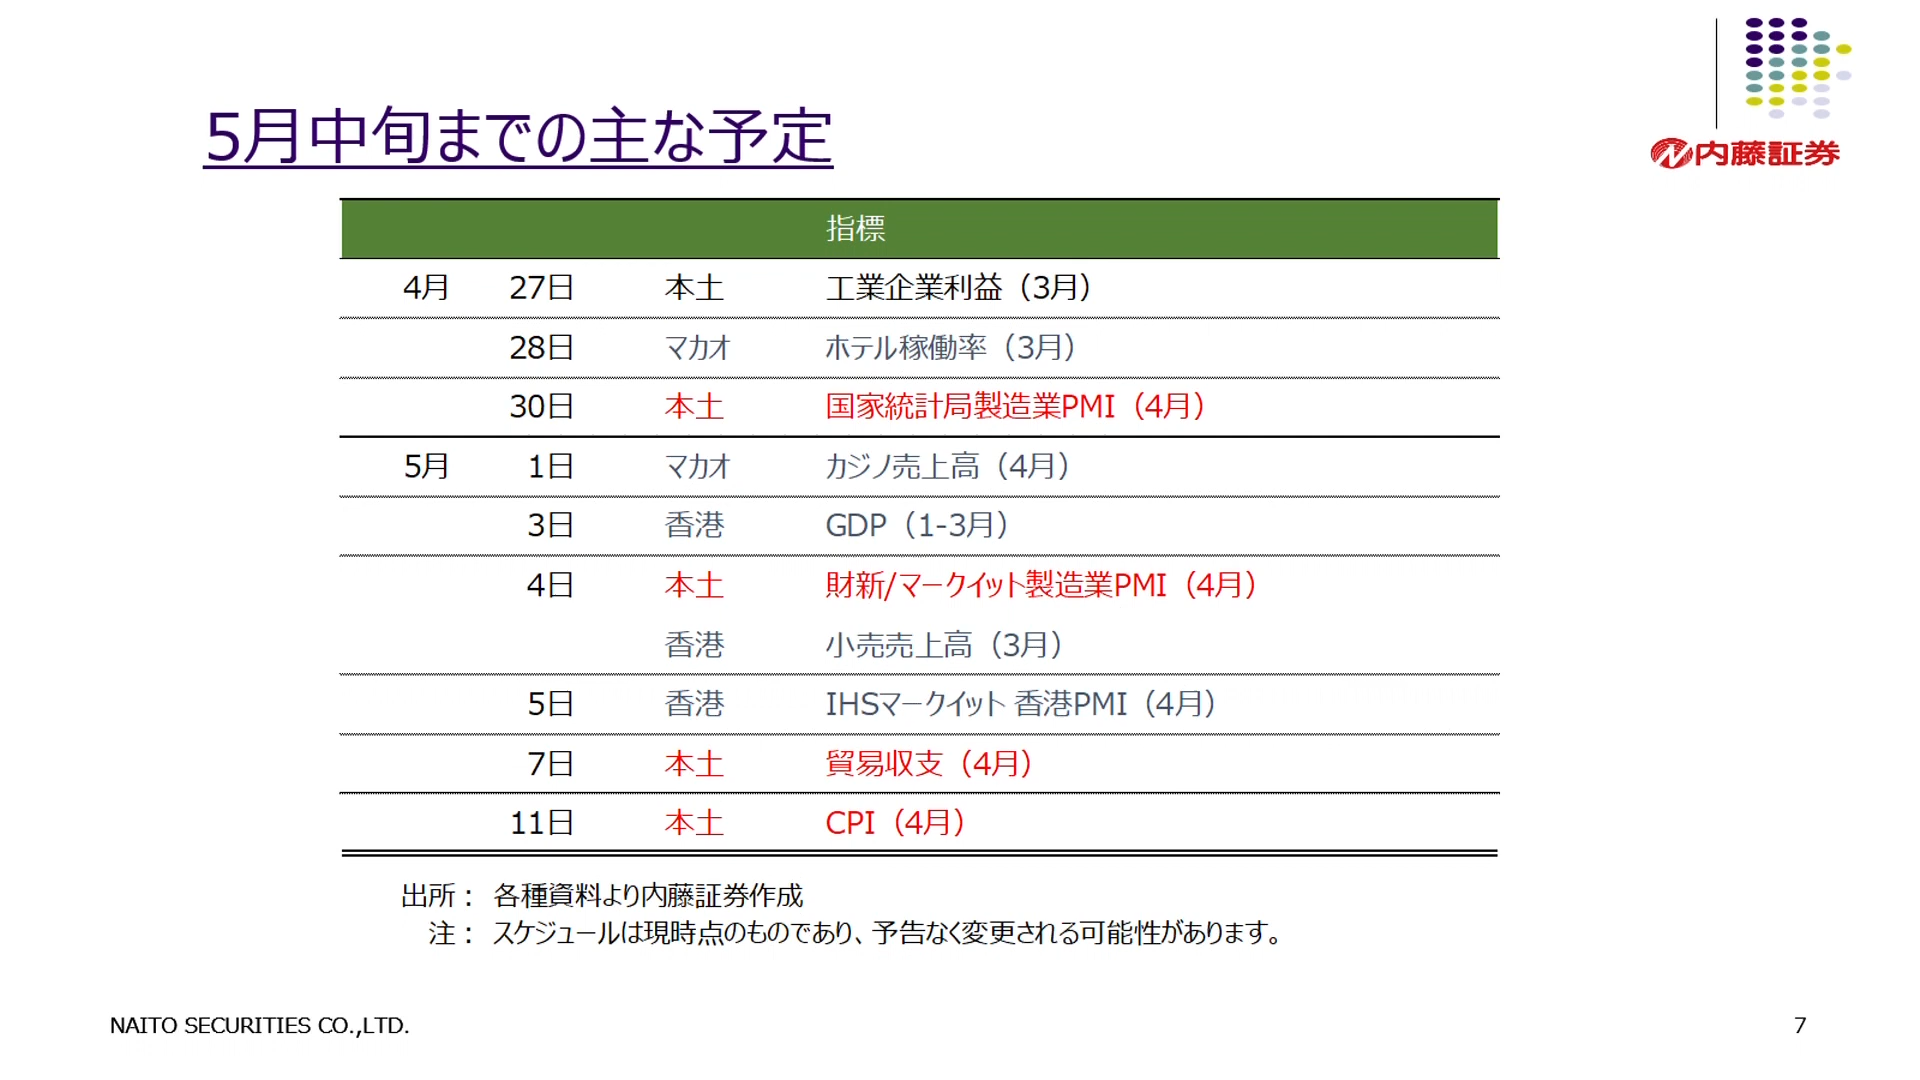 5月中旬までの主な予定
内藤証券
指標
4月 27日 本土 工業企業利益（3月）
28日 マカオ ホテル稼働率（3月）
30日 本土 国家統計局製造業PMI（4月）
5月 1日 マカオ カジノ売上高（4月）
3日 香港 GDP（1-3月）
4日 本土 財新/マークイット製造業PMI（4月）
香港 小売売上高（3月）
5日 香港 IHSマークイット 香港PMI（4月）
7日 本土 貿易収支（4月）
11日 本土 CPI（4月）
出所： 各種資料より内藤証券作成
注： スケジュールは現時点のものであり、予告なく変更される可能性があります。
NAITO SECURITIES CO.,LTD.
7